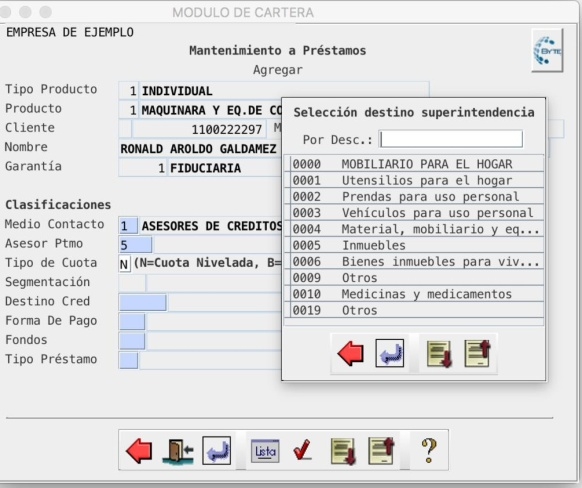 MODULO DE CARTERA
EMPRESA DE EJEMPLO
BYTE
Mantenimiento a Préstamos
Agregar
Tipo Producto 1 INDIVIDUAL
Producto 1 MAQUINARA Y EQ.DE CO
Cliente 1100222297 M
Nombre RONALD AROLDO GALDAMEZ
Garantía 1 FIDUCIARIA
Clasificaciones
Medio Contacto 1 ASESORES DE CREDITOS
Asesor Ptmo 5
Tipo de Cuota N (N=Cuota Nivelada, B=
Segmentación
Destino Cred
Forma De Pago
Fondos
Tipo Préstamo
Selección destino superintendencia
Por Desc.:
0000 MOBILIARIO PARA EL HOGAR
0001 Utensilios para el hogar
0002 Prendas para uso personal
0003 Vehículos para uso personal
0004 Material, mobiliario y eq...
0005 Inmuebles
0006 Bienes inmuebles para viv...
0009 Otros
0010 Medicinas y medicamentos
0019 Otros
Lista
?